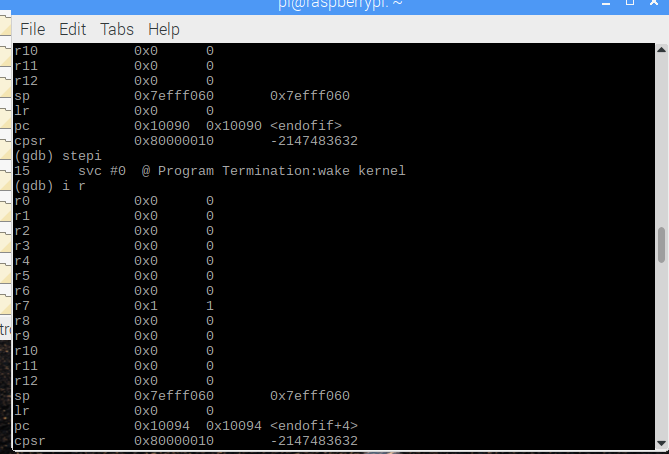 pi@raspberrypi: ~
File Edit Tabs Help
r10 0x0 0
r11 0x0 0
r12 0x0 0
sp 0x7efff060 0x7efff060
lr 0x0 0
pc 0x10090 0x10090 <endofif>
cpsr 0x80000010 -2147483632
(gdb) stepi
15 svc #0 @ Program Termination:wake kernel
(gdb) i r
r0 0x0 0
r1 0x0 0
r2 0x0 0
r3 0x0 0
r4 0x0 0
r5 0x0 0
r6 0x0 0
r7 0x1 1
r8 0x0 0
r9 0x0 0
r10 0x0 0
r11 0x0 0
r12 0x0 0
sp 0x7efff060 0x7efff060
lr 0x0 0
pc 0x10094 0x10094 <endofif+4>
cpsr 0x80000010 -2147483632